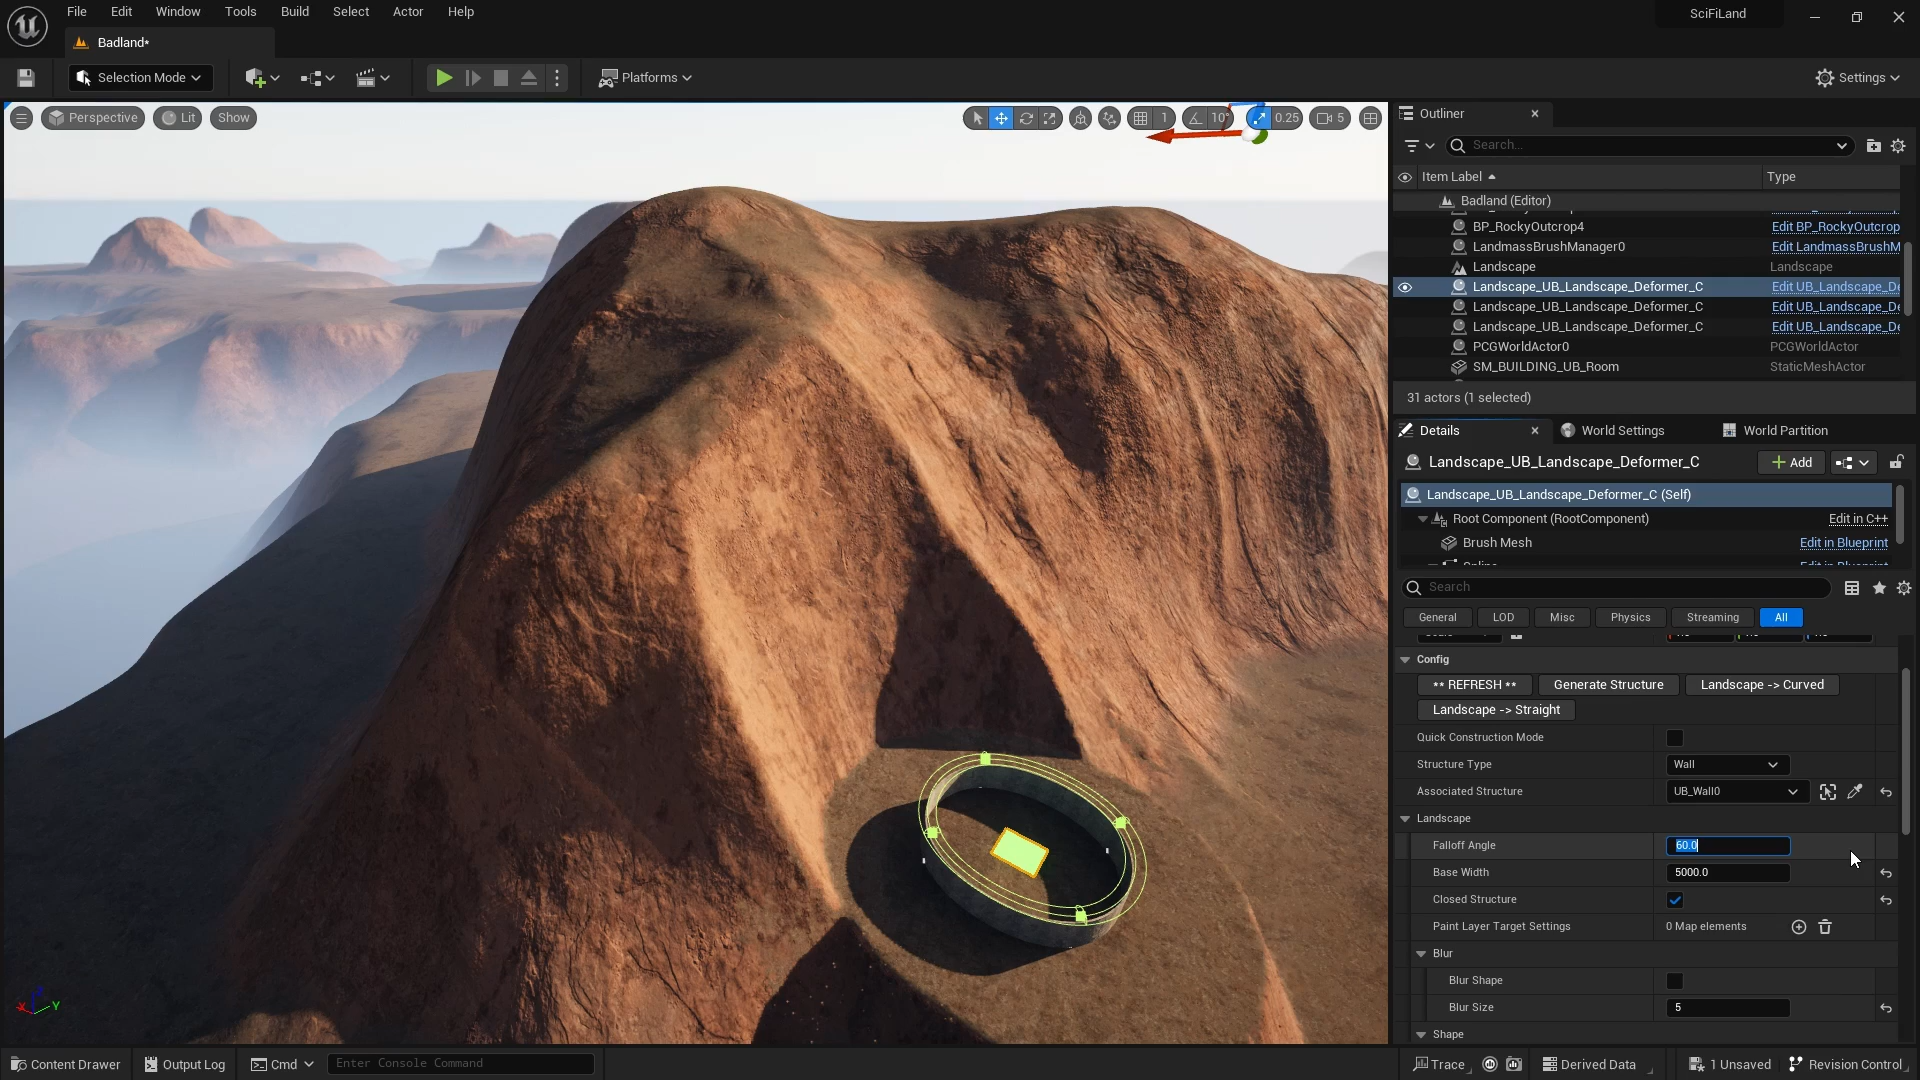 File Edit Window Tools Build Select Actor Help
SciFiLand
Badland*
Selection Mode
Platforms
Settings
Perspective
Lit
Show
1
10°
0.25
5
Outliner
Search...
Item Label
Type
Badland (Editor)
BP_RockyOutcrop4 Edit BP_RockyOutcrop
LandmassBrushManager0 Edit LandmassBrushM
Landscape Landscape
Landscape_UB_Landscape_Deformer_C Edit UB_Landscape_De
Landscape_UB_Landscape_Deformer_C Edit UB_Landscape_De
Landscape_UB_Landscape_Deformer_C Edit UB_Landscape_De
PCGWorldActor0 PCGWorldActor
SM_BUILDING_UB_Room StaticMeshActor
31 actors (1 selected)
Details World Settings World Partition
Landscape_UB_Landscape_Deformer_C
Add
Landscape_UB_Landscape_Deformer_C (Self)
Root Component (RootComponent) Edit in C++
Brush Mesh Edit in Blueprint
Search
General LOD Misc Physics Streaming All
Config
** REFRESH ** Generate Structure Landscape -> Curved
Landscape -> Straight
Quick Construction Mode
Structure Type Wall
Associated Structure UB_Wall0
Landscape
Falloff Angle 60.0
Base Width 5000.0
Closed Structure
Paint Layer Target Settings 0 Map elements
Blur
Blur Shape
Blur Size 5
Shape
X Z Y
Content Drawer Output Log Cmd Enter Console Command
Trace Derived Data 1 Unsaved Revision Control